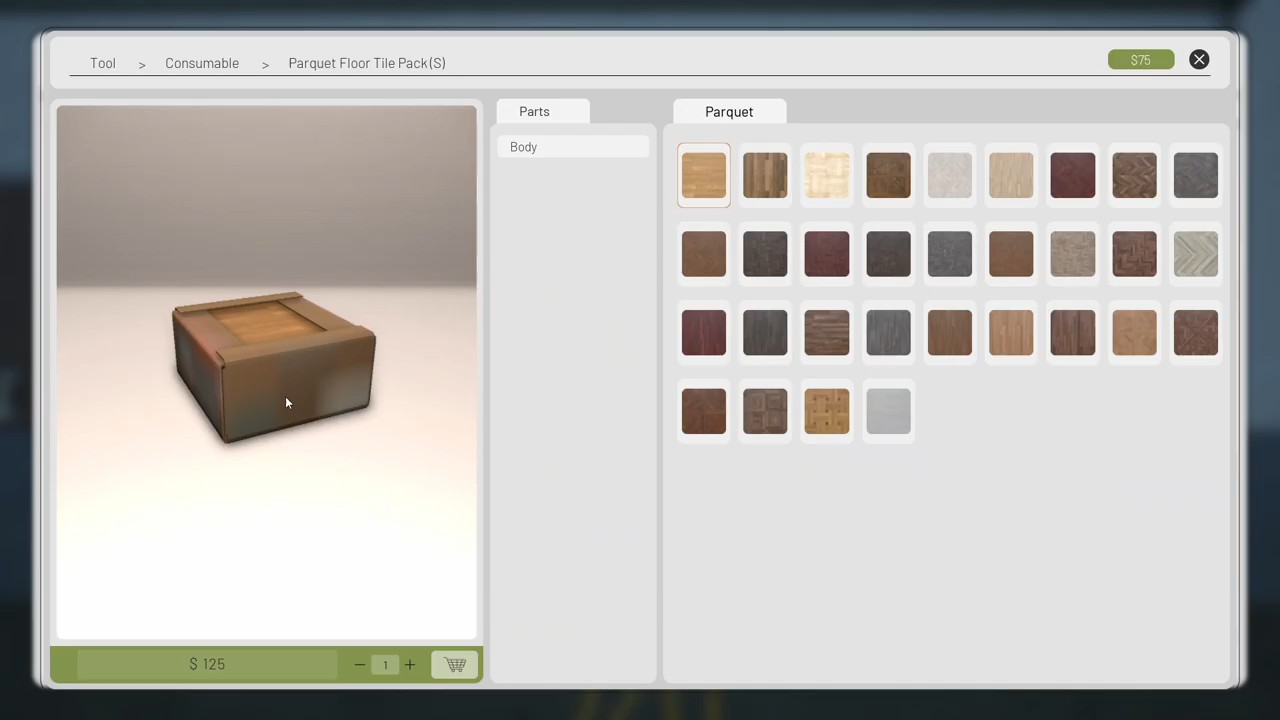 Tool > Consumable > Parquet Floor Tile Pack (S)
$75
Parts
Parquet
Body
$ 125
− 1 +